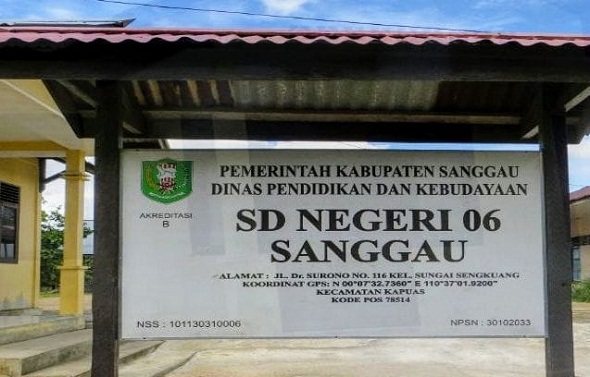 PEMERINTAH KABUPATEN SANGGAU
DINAS PENDIDIKAN DAN KEBUDAYAAN
AKREDITASI
B
SD NEGERI 06
SANGGAU
ALAMAT : JL. Dr. SURONO NO. 116 KEL. SUNGAI SENGKUANG
KOORDINAT GPS: N 00°07'32.7360" E 110°37'01.9200"
KECAMATAN KAPUAS
KODE POS 78514
NSS : 101130310006
NPSN : 30102033